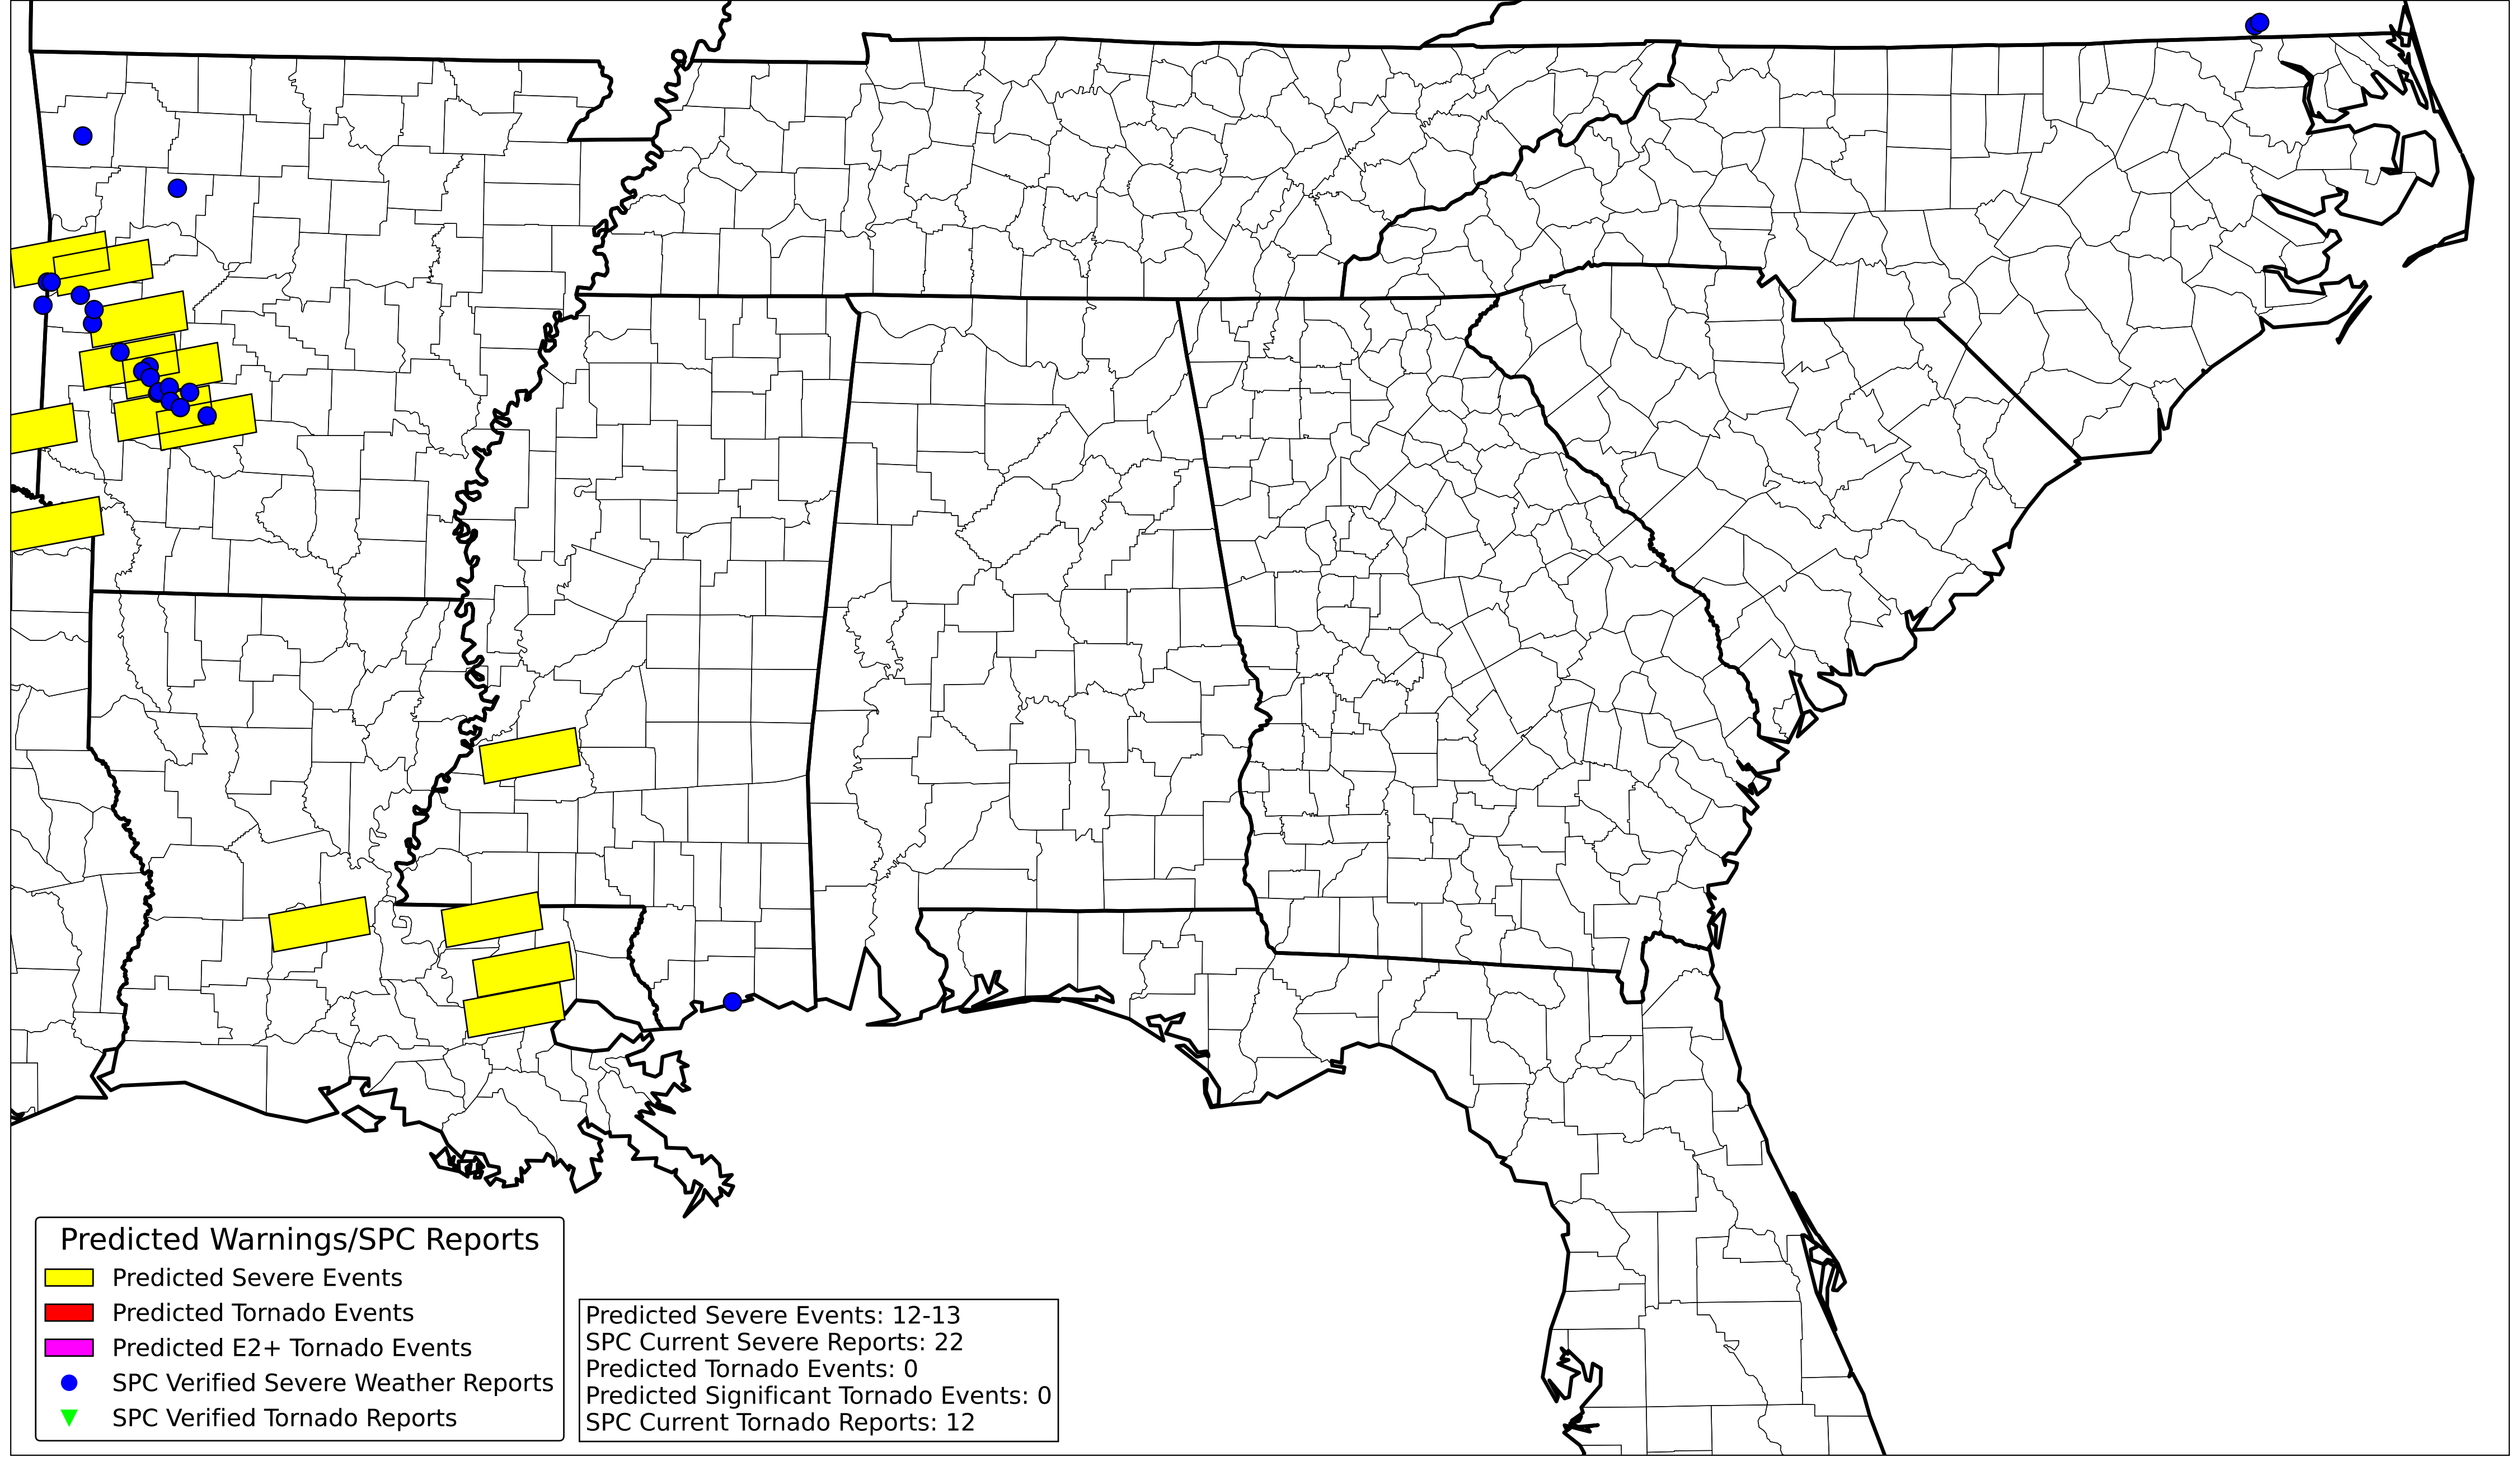 Predicted Warnings/SPC Reports
Predicted Severe Events
Predicted Tornado Events
Predicted E2+ Tornado Events
SPC Verified Severe Weather Reports
SPC Verified Tornado Reports
Predicted Severe Events: 12-13
SPC Current Severe Reports: 22
Predicted Tornado Events: 0
Predicted Significant Tornado Events: 0
SPC Current Tornado Reports: 12